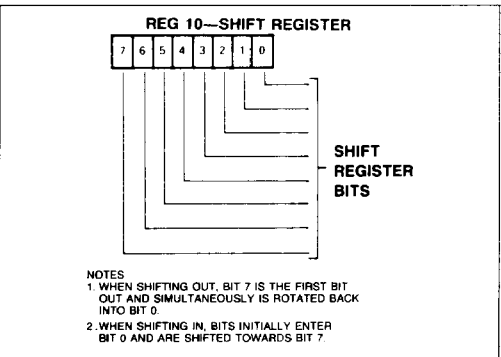 REG 10—SHIFT REGISTER
7 6 5 4 3 2 1 0
SHIFT
REGISTER
BITS
NOTES
1. WHEN SHIFTING OUT, BIT 7 IS THE FIRST BIT
OUT AND SIMULTANEOUSLY IS ROTATED BACK
INTO BIT 0.
2. WHEN SHIFTING IN, BITS INITIALLY ENTER
BIT 0 AND ARE SHIFTED TOWARDS BIT 7.